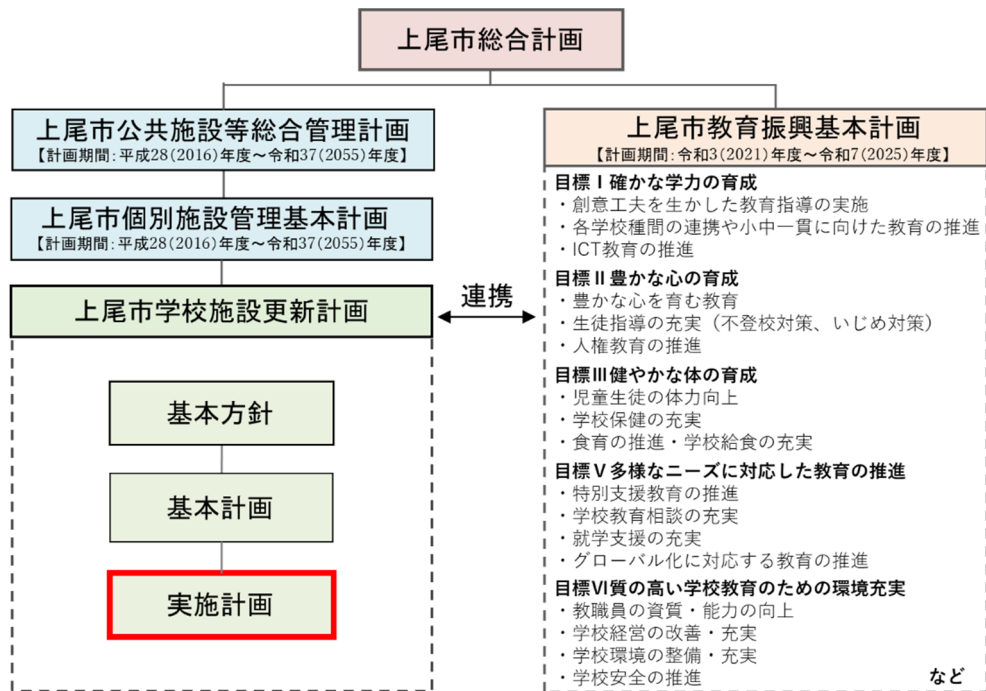 上尾市総合計画
上尾市公共施設等総合管理計画
【計画期間:平成28(2016)年度～令和37(2055)年度】
上尾市個別施設管理基本計画
【計画期間:平成28(2016)年度～令和37(2055)年度】
上尾市学校施設更新計画
基本方針
基本計画
実施計画
連携
上尾市教育振興基本計画
【計画期間:令和3(2021)年度～令和7(2025)年度】
目標Ⅰ確かな学力の育成
・創意工夫を生かした教育指導の実施
・各学校種間の連携や小中一貫に向けた教育の推進
・ICT教育の推進
目標Ⅱ豊かな心の育成
・豊かな心を育む教育
・生徒指導の充実（不登校対策、いじめ対策）
・人権教育の推進
目標Ⅲ健やかな体の育成
・児童生徒の体力向上
・学校保健の充実
・食育の推進・学校給食の充実
目標Ⅴ多様なニーズに対応した教育の推進
・特別支援教育の推進
・学校教育相談の充実
・就学支援の充実
・グローバル化に対応する教育の推進
目標Ⅵ質の高い学校教育のための環境充実
・教職員の資質・能力の向上
・学校経営の改善・充実
・学校環境の整備・充実
・学校安全の推進
など